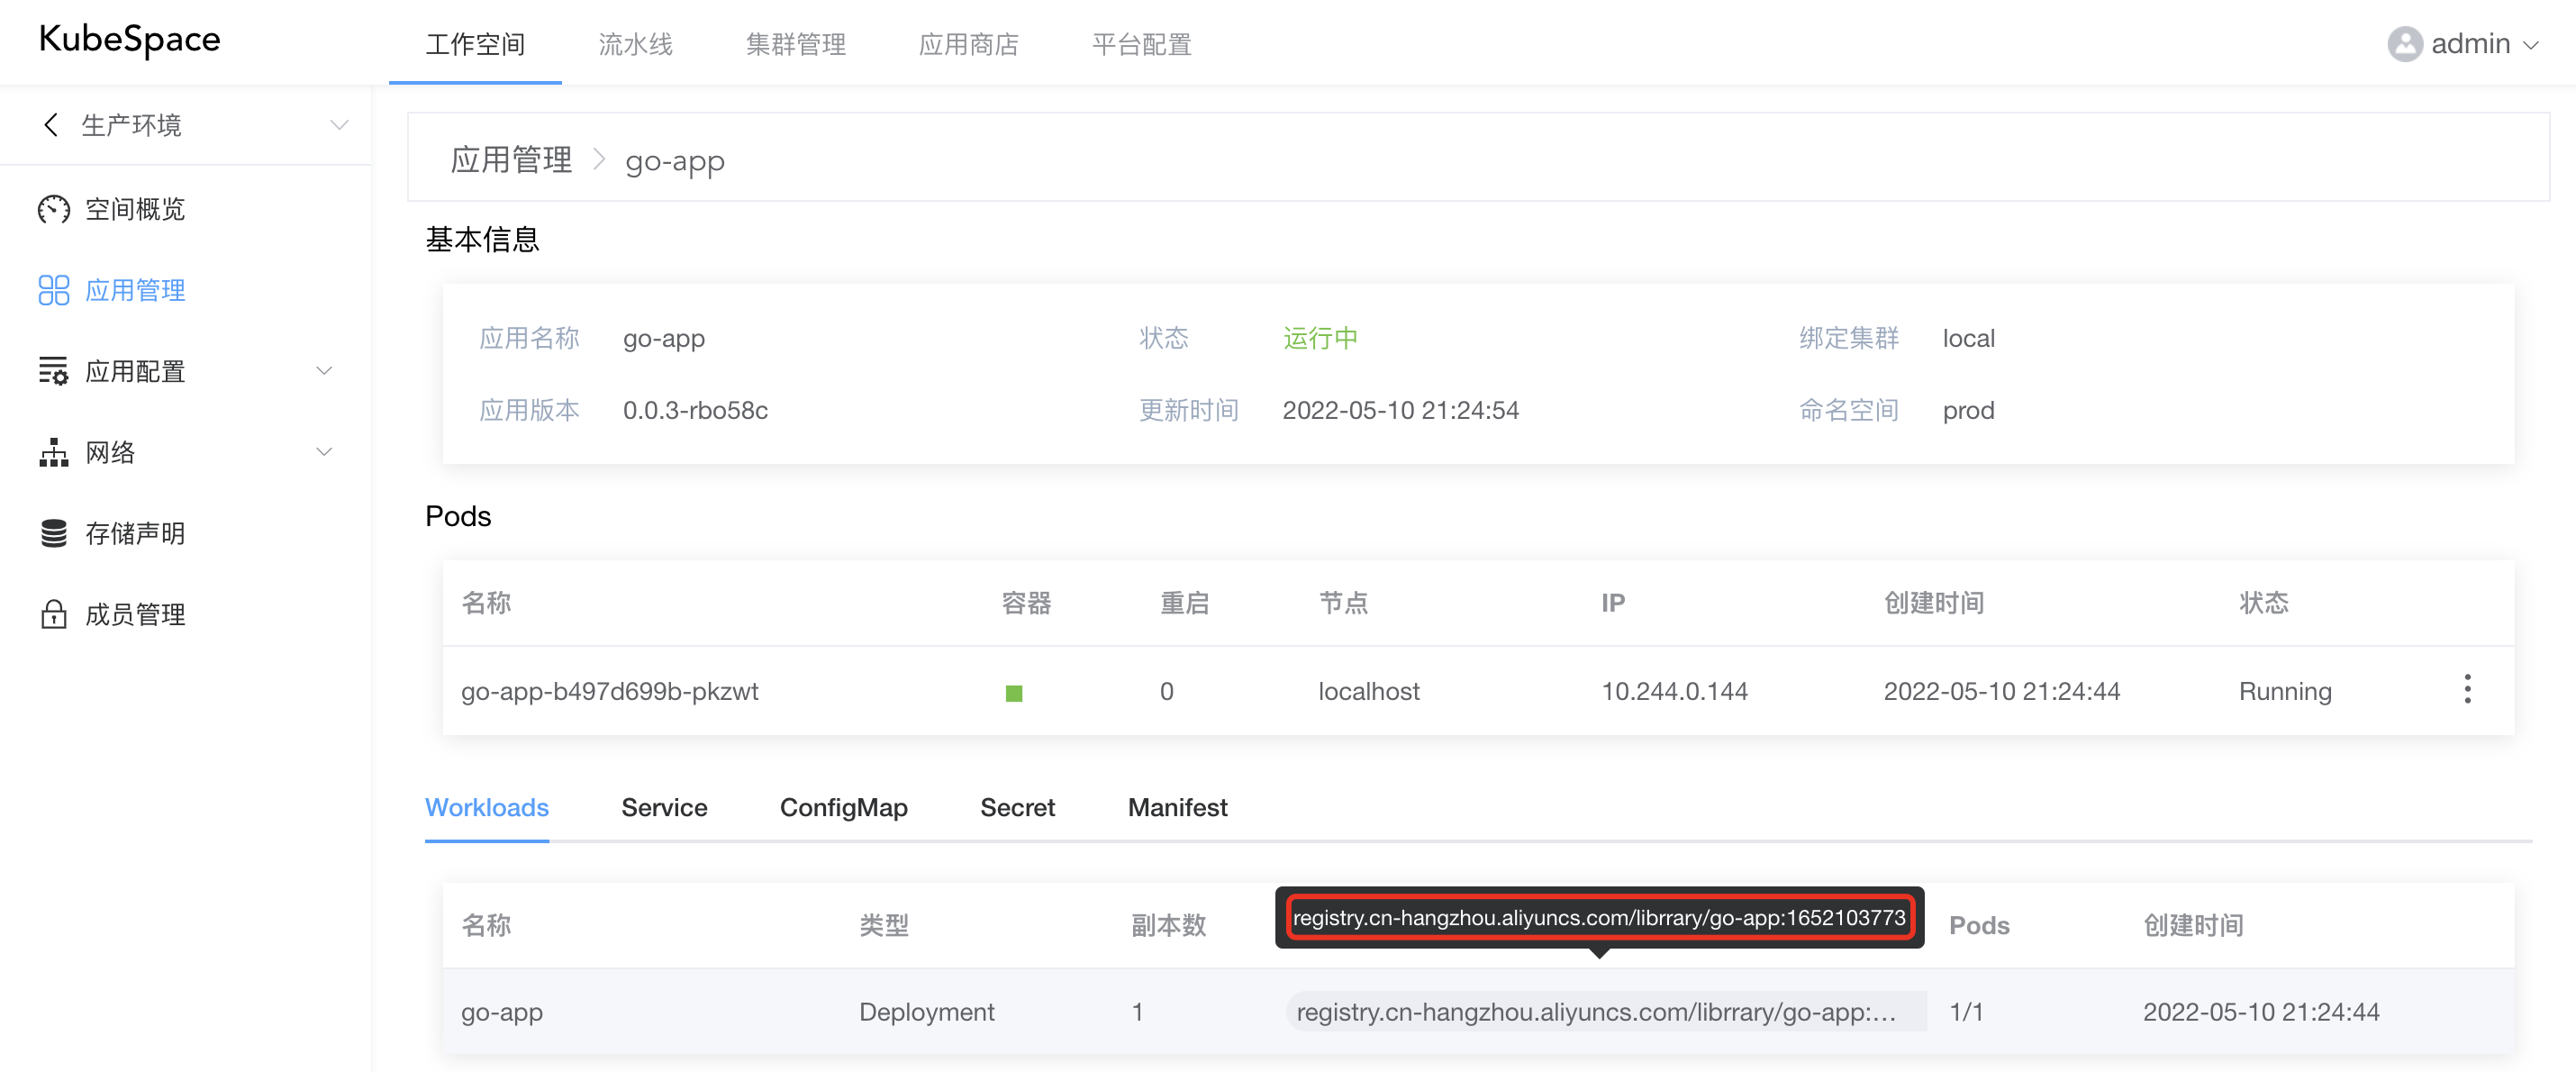 KubeSpace
工作空间 流水线 集群管理 应用商店 平台配置
admin
生产环境
空间概览
应用管理
应用配置
网络
存储声明
成员管理
应用管理 > go-app
基本信息
应用名称 go-app 状态 运行中 绑定集群 local
应用版本 0.0.3-rbo58c 更新时间 2022-05-10 21:24:54 命名空间 prod
Pods
名称 容器 重启 节点 IP 创建时间 状态
go-app-b497d699b-pkzwt 0 localhost 10.244.0.144 2022-05-10 21:24:44 Running
Workloads Service ConfigMap Secret Manifest
registry.cn-hangzhou.aliyuncs.com/librrary/go-app:1652103773
名称 类型 副本数 Pods 创建时间
go-app Deployment 1 registry.cn-hangzhou.aliyuncs.com/librrary/go-app:... 1/1 2022-05-10 21:24:44